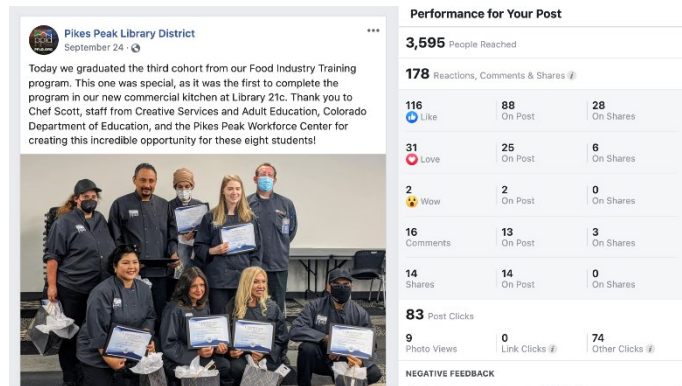 Pikes Peak Library District
September 24 ·
Today we graduated the third cohort from our Food Industry Training
program. This one was special, as it was the first to complete the
program in our new commercial kitchen at Library 21c. Thank you to
Chef Scott, staff from Creative Services and Adult Education, Colorado
Department of Education, and the Pikes Peak Workforce Center for
creating this incredible opportunity for these eight students!
Performance for Your Post
3,595 People Reached
178 Reactions, Comments & Shares
116 88 28
Like On Post On Shares
31 25 6
Love On Post On Shares
2 2 0
Wow On Post On Shares
16 13 3
Comments On Post On Shares
14 14 0
Shares On Post On Shares
83 Post Clicks
9 0 74
Photo Views Link Clicks Other Clicks
NEGATIVE FEEDBACK